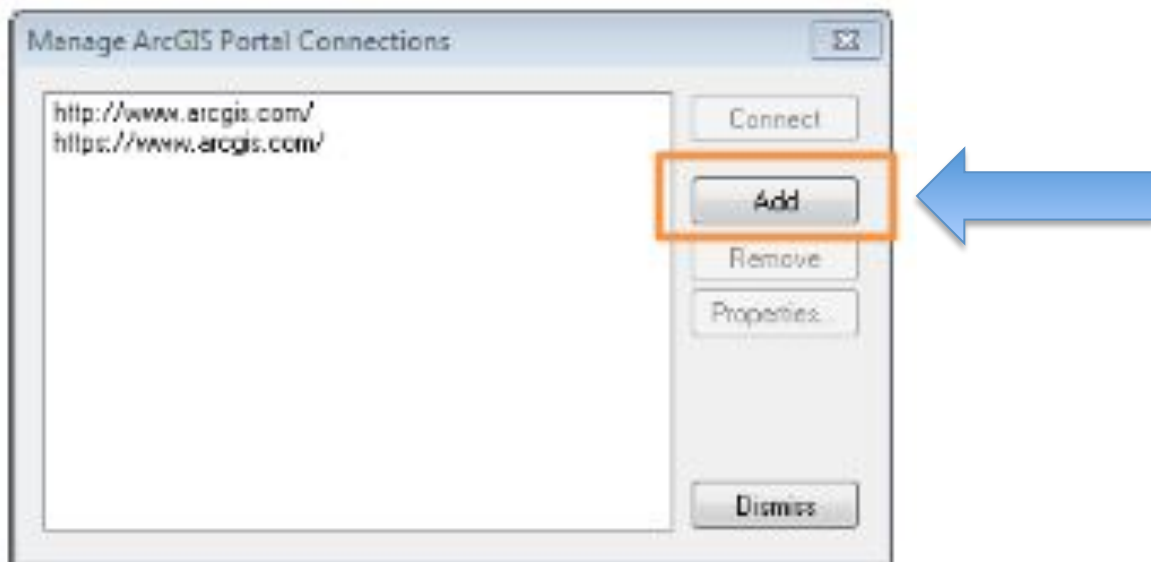 Manage ArcGIS Portal Connections
http://www.arcgis.com/
https://www.arcgis.com/
Connect
Add
Remove
Properties...
Dismiss